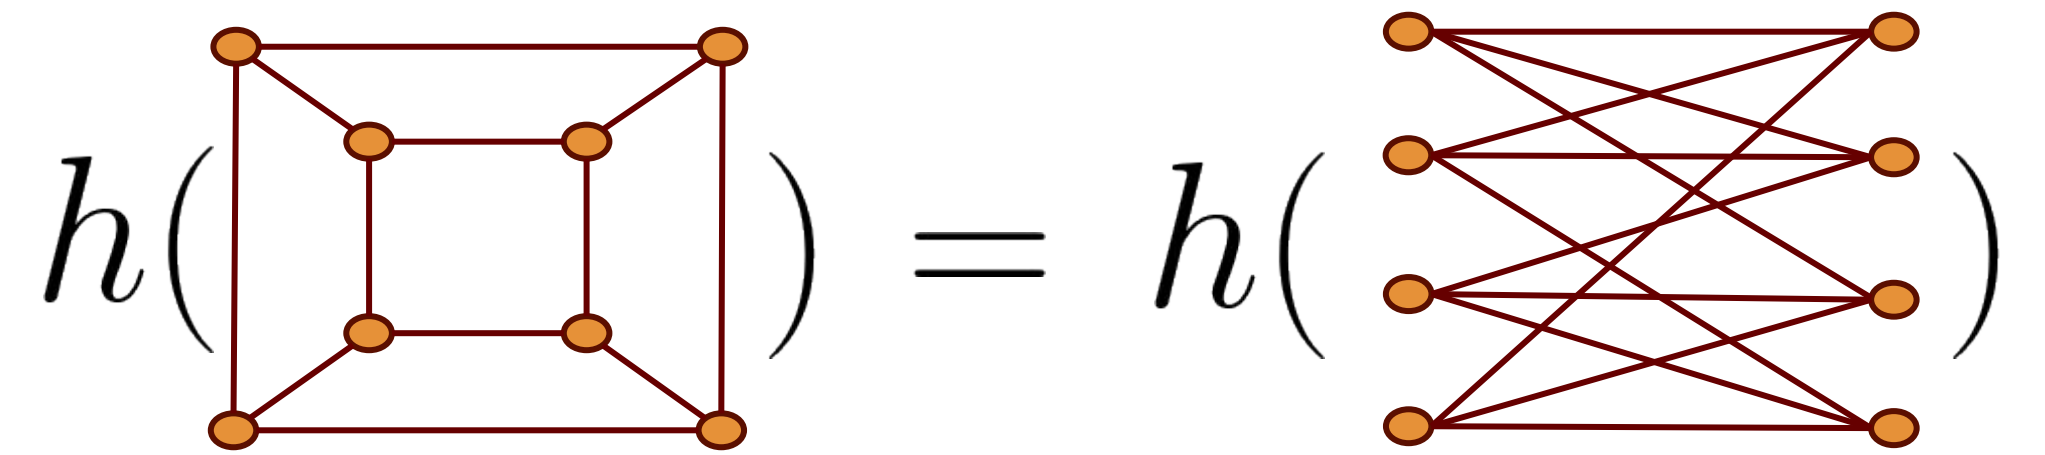 h( ) = h( )